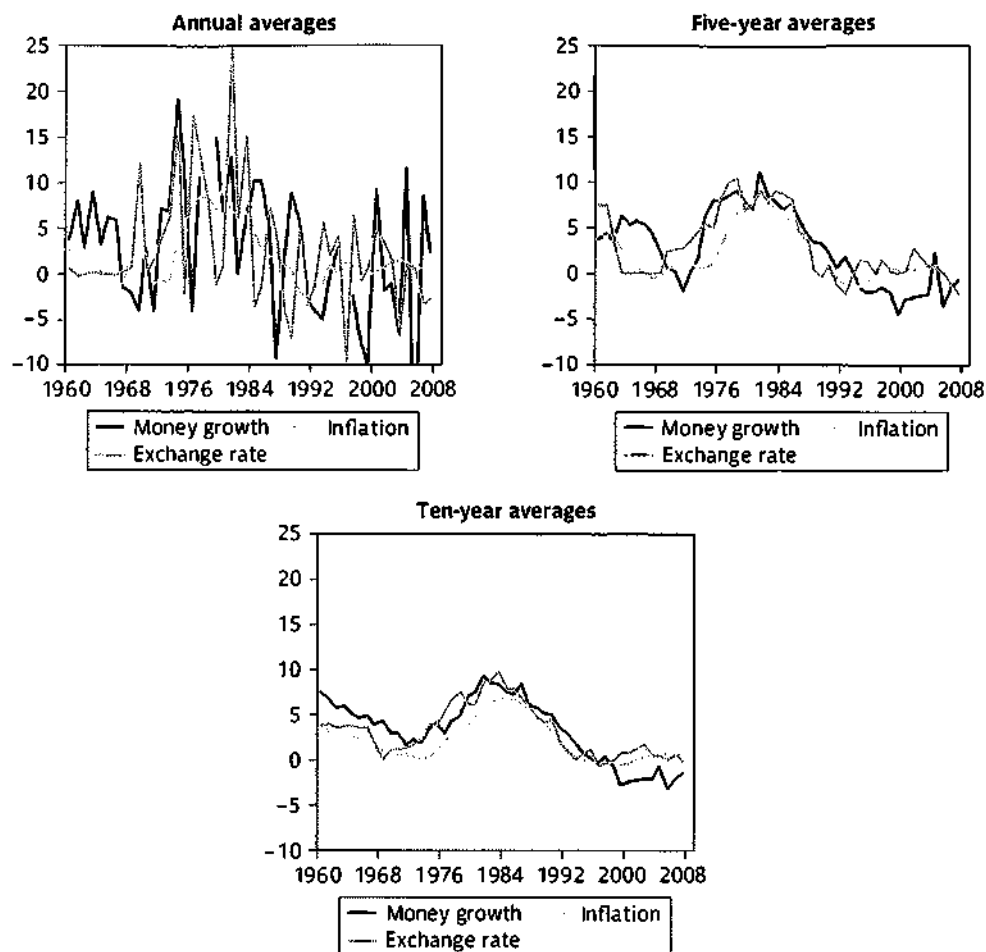 Annual averages
25
20
15
10
5
0
−5
−10
1960 1968 1976 1984 1992 2000 2008
Money growth Inflation
Exchange rate
Five-year averages
25
20
15
10
5
0
−5
−10
1960 1968 1976 1984 1992 2000 2008
Money growth Inflation
Exchange rate
Ten-year averages
25
20
15
10
5
0
−5
−10
1960 1968 1976 1984 1992 2000 2008
Money growth Inflation
Exchange rate